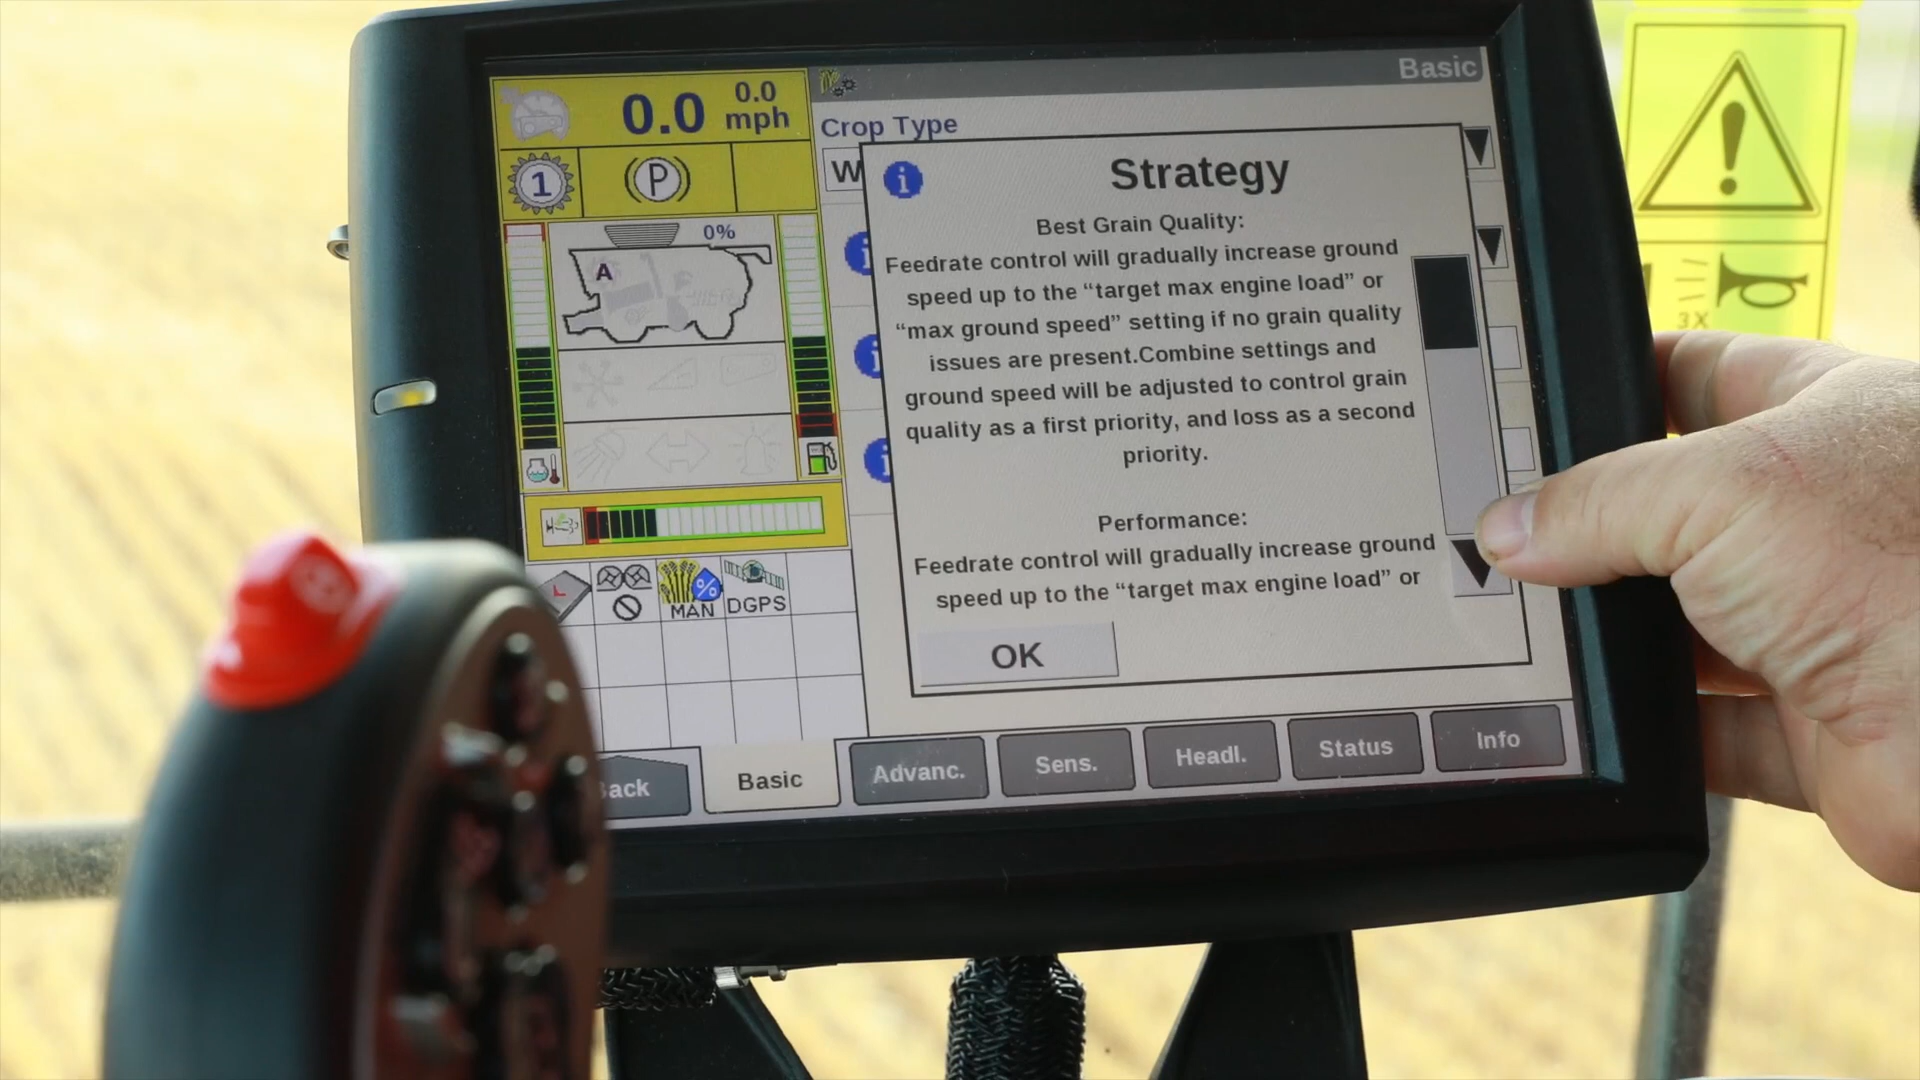 Basic
0.0
0.0
mph
Crop Type
W
1
P
0%
A
Strategy
Best Grain Quality:
Feedrate control will gradually increase ground
speed up to the “target max engine load” or
“max ground speed” setting if no grain quality
issues are present.Combine settings and
ground speed will be adjusted to control grain
quality as a first priority, and loss as a second
priority.
Performance:
Feedrate control will gradually increase ground
speed up to the “target max engine load” or
OK
L
%
MAN
DGPS
ack
Basic
Advanc.
Sens.
Headl.
Status
Info
3X